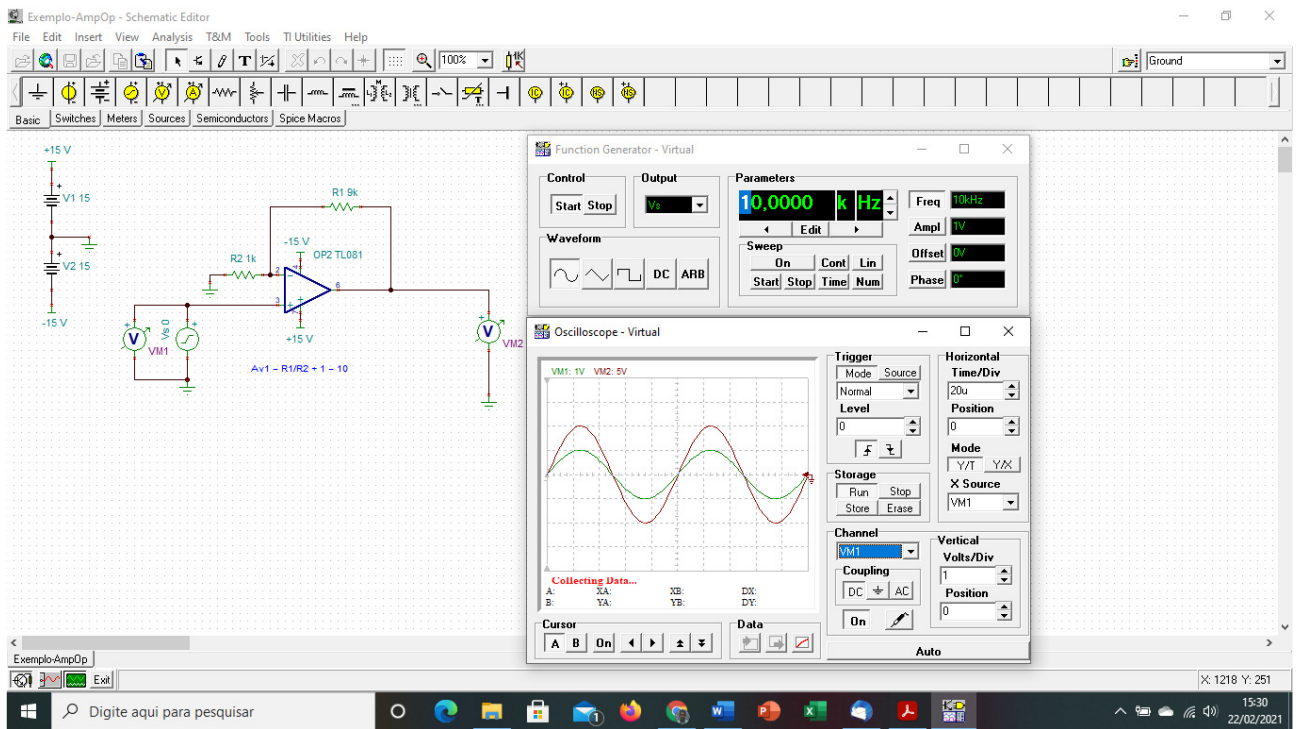 Exemplo-AmpOp - Schematic Editor
File Edit Insert View Analysis T&M Tools TI Utilities Help
100%
1K
Ground
Basic Switches Meters Sources Semiconductors Spice Macros
+15 V
V1 15
V2 15
-15 V
R1 9k
-15 V
OP2 TL081
R2 1k
2
4
6
3
7
+15 V
V
VM1
Vs 0
V
VM2
Av1 = R1/R2 + 1 = 10
Function Generator - Virtual
Control
Start Stop
Output
Vs
Parameters
10,0000 k Hz
Edit
Freq 10kHz
Ampl 1V
Offset 0V
Phase 0°
Waveform
DC ARB
Sweep
On Cont Lin
Start Stop Time Num
Oscilloscope - Virtual
VM1: 1V VM2: 5V
Collecting Data...
A: XA: XB: DX:
B: YA: YB: DY:
Cursor
A B On
Data
Trigger
Mode Source
Normal
Level
0
Storage
Run Stop
Store Erase
Channel
VM1
Coupling
DC AC
On
Horizontal
Time/Div
20u
Position
0
Mode
Y/T Y/X
X Source
VM1
Vertical
Volts/Div
1
Position
0
Auto
Exemplo-AmpOp
Exit
X: 1218 Y: 251
Digite aqui para pesquisar
15:30
22/02/2021